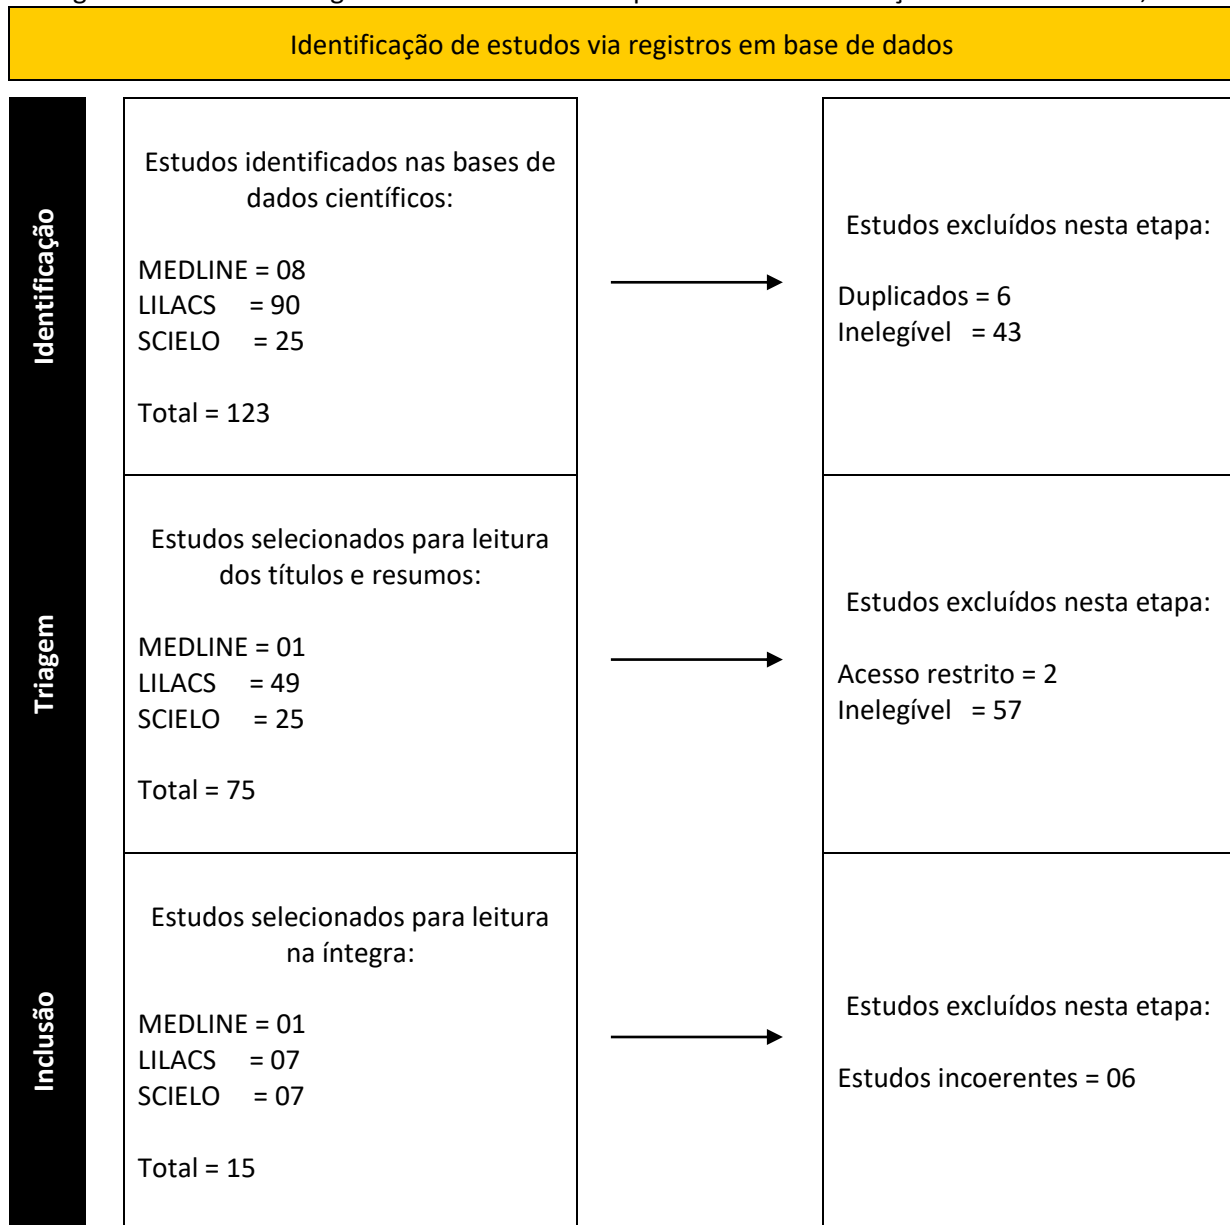 Identificação de estudos via registros em base de dados
Identificação
Estudos identificados nas bases de
dados científicos:
MEDLINE = 08
LILACS = 90
SCIELO = 25
Total = 123
Estudos excluídos nesta etapa:
Duplicados = 6
Inelegível = 43
Triagem
Estudos selecionados para leitura
dos títulos e resumos:
MEDLINE = 01
LILACS = 49
SCIELO = 25
Total = 75
Estudos excluídos nesta etapa:
Acesso restrito = 2
Inelegível = 57
Inclusão
Estudos selecionados para leitura
na íntegra:
MEDLINE = 01
LILACS = 07
SCIELO = 07
Total = 15
Estudos excluídos nesta etapa:
Estudos incoerentes = 06